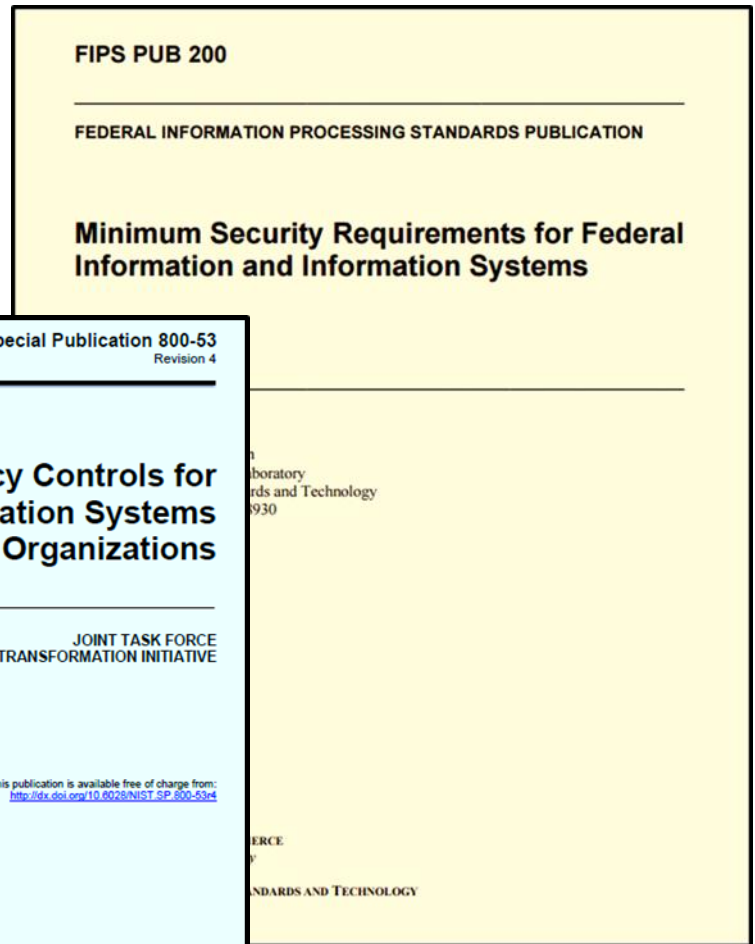 FIPS PUB 200
FEDERAL INFORMATION PROCESSING STANDARDS PUBLICATION
Minimum Security Requirements for Federal
Information and Information Systems
pecial Publication 800-53
Revision 4
cy Controls for
ation Systems
Organizations
JOINT TASK FORCE
TRANSFORMATION INITIATIVE
his publication is available free of charge from:
http://dx.doi.org/10.6028/NIST.SP.800-53r4
boratory
rds and Technology
8930
ERCE
y
NDARDS AND TECHNOLOGY